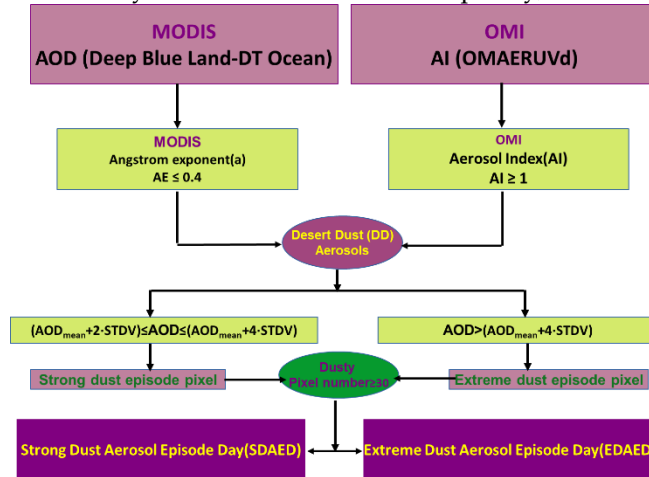 MODIS
AOD (Deep Blue Land-DT Ocean)
OMI
AI (OMAERUVd)
MODIS
Angstrom exponent(a)
AE ≤ 0.4
OMI
Aerosol Index(AI)
AI ≥ 1
Desert Dust (DD)
Aerosols
(AODmean+2·STDV)≤AOD≤(AODmean+4·STDV)
AOD>(AODmean+4·STDV)
Strong dust episode pixel
Dusty
Pixel number≥30
Extreme dust episode pixel
Strong Dust Aerosol Episode Day(SDAED)
Extreme Dust Aerosol Episode Day(EDAED